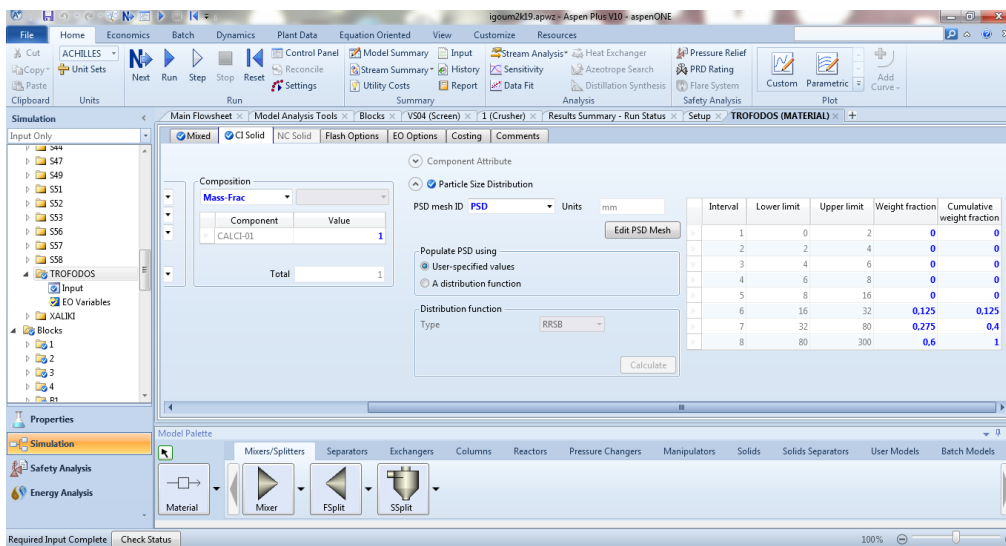 igoum2k19.apwz - Aspen Plus V10 - aspenONE
File Home Economics Batch Dynamics Plant Data Equation Oriented View Customize Resources
Cut ACHILLES Control Panel Model Summary Input Stream Analysis Heat Exchanger Pressure Relief
Copy Unit Sets Next Run Step Stop Reset Reconcile Stream Summary History Sensitivity Azeotrope Search PRD Rating Custom Parametric Add Curve
Paste Settings Utility Costs Report Data Fit Distillation Synthesis Flare System
Clipboard Units Run Summary Analysis Safety Analysis Plot
Simulation < Main Flowsheet × Model Analysis Tools × Blocks × VS04 (Screen) × 1 (Crusher) × Results Summary - Run Status × Setup × TROFODOS (MATERIAL) × +
Input Only Mixed CI Solid NC Solid Flash Options EO Options Costing Comments
S44
S47
S49
S51
S52
S53
S56
S57
S58
TROFODOS
Input
EO Variables
XALIKI
Blocks
1
2
3
4
B1
Component Attribute
Composition
Mass-Frac
Component Value
CALCI-01 1
Total 1
Particle Size Distribution
PSD mesh ID PSD Units mm
Edit PSD Mesh
Populate PSD using
User-specified values
A distribution function
Distribution function
Type RRSB
Calculate
Interval Lower limit Upper limit Weight fraction Cumulative weight fraction
1 0 2 0 0
2 2 4 0 0
3 4 6 0 0
4 6 8 0 0
5 8 16 0 0
6 16 32 0,125 0,125
7 32 80 0,275 0,4
8 80 300 0,6 1
Properties
Simulation
Safety Analysis
Energy Analysis
Model Palette
Mixers/Splitters Separators Exchangers Columns Reactors Pressure Changers Manipulators Solids Solids Separators User Models Batch Models
Material Mixer FSplit SSplit
Required Input Complete Check Status 100%